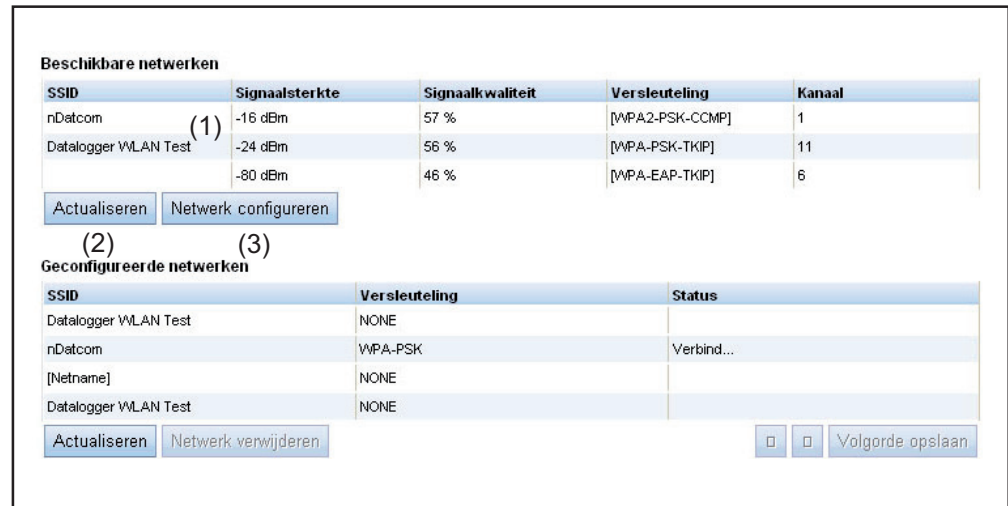 Beschikbare netwerken
SSID Signaalsterkte Signaalkwaliteit Versleuteling Kanaal
nDatcom (1) -16 dBm 57 % [WPA2-PSK-CCMP] 1
Datalogger WLAN Test -24 dBm 56 % [WPA-PSK-TKIP] 11
-80 dBm 46 % [WPA-EAP-TKIP] 6
Actualiseren Netwerk configureren
(2) (3)
Geconfigureerde netwerken
SSID Versleuteling Status
Datalogger WLAN Test NONE
nDatcom WPA-PSK Verbind...
[Netname] NONE
Datalogger WLAN Test NONE
Actualiseren Netwerk verwijderen Volgorde opslaan